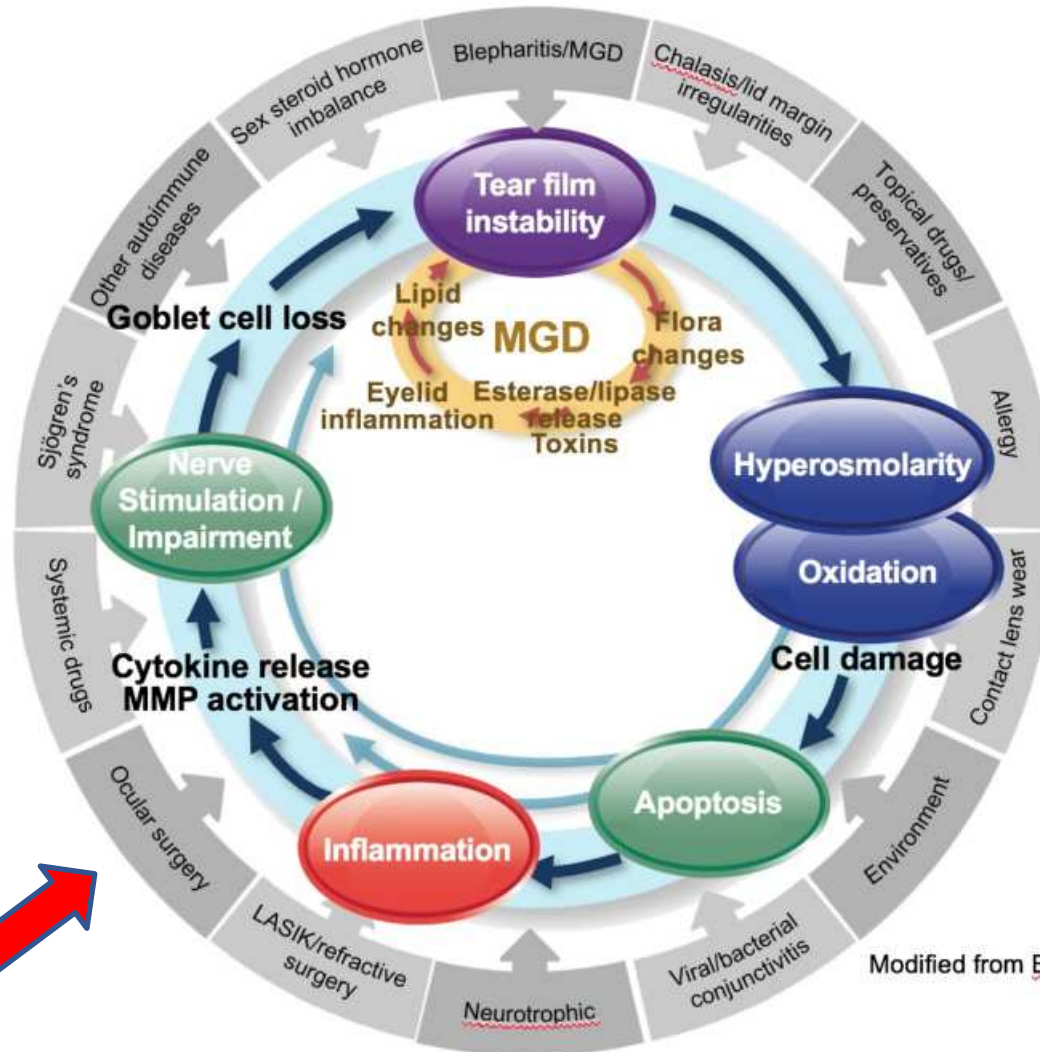 Blepharitis/MGD
Chalasis/lid margin
irregularities
Topical drugs/
preservatives
Allergy
Contact lens wear
Environment
Viral/bacterial
conjunctivitis
Neurotrophic
LASIK/refractive
surgery
Ocular surgery
Systemic drugs
Sjögren's
syndrome
Other autoimmune
diseases
Sex steroid hormone
imbalance
Tear film
instability
Lipid
changes
MGD
Flora
changes
Eyelid
inflammation
Esterase/lipase
release
Toxins
Goblet cell loss
Hyperosmolarity
Oxidation
Cell damage
Apoptosis
Inflammation
Cytokine release
MMP activation
Nerve
Stimulation /
Impairment
Modified from